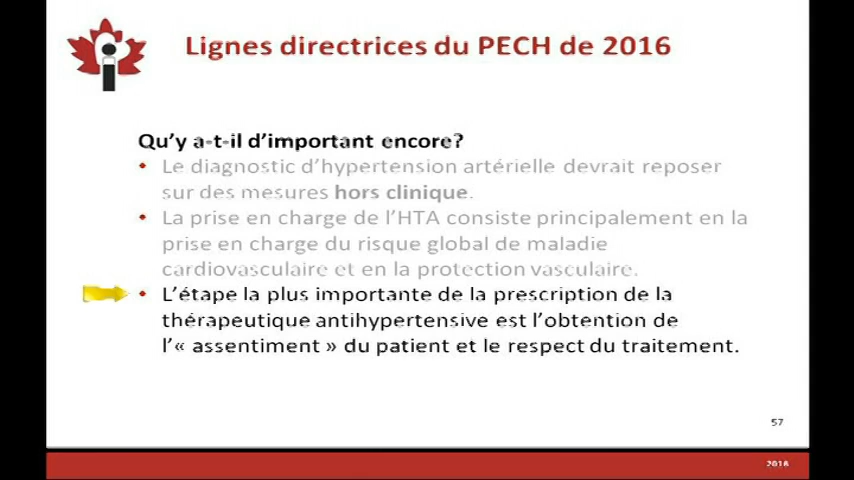 Lignes directrices du PECH de 2016
Qu'y a-t-il d'important encore?
• Le diagnostic d'hypertension artérielle devrait reposer
sur des mesures hors clinique.
• La prise en charge de l'HTA consiste principalement en la
prise en charge du risque global de maladie
cardiovasculaire et en la protection vasculaire.
• L'étape la plus importante de la prescription de la
thérapeutique antihypertensive est l'obtention de
l'« assentiment » du patient et le respect du traitement.
57
2016